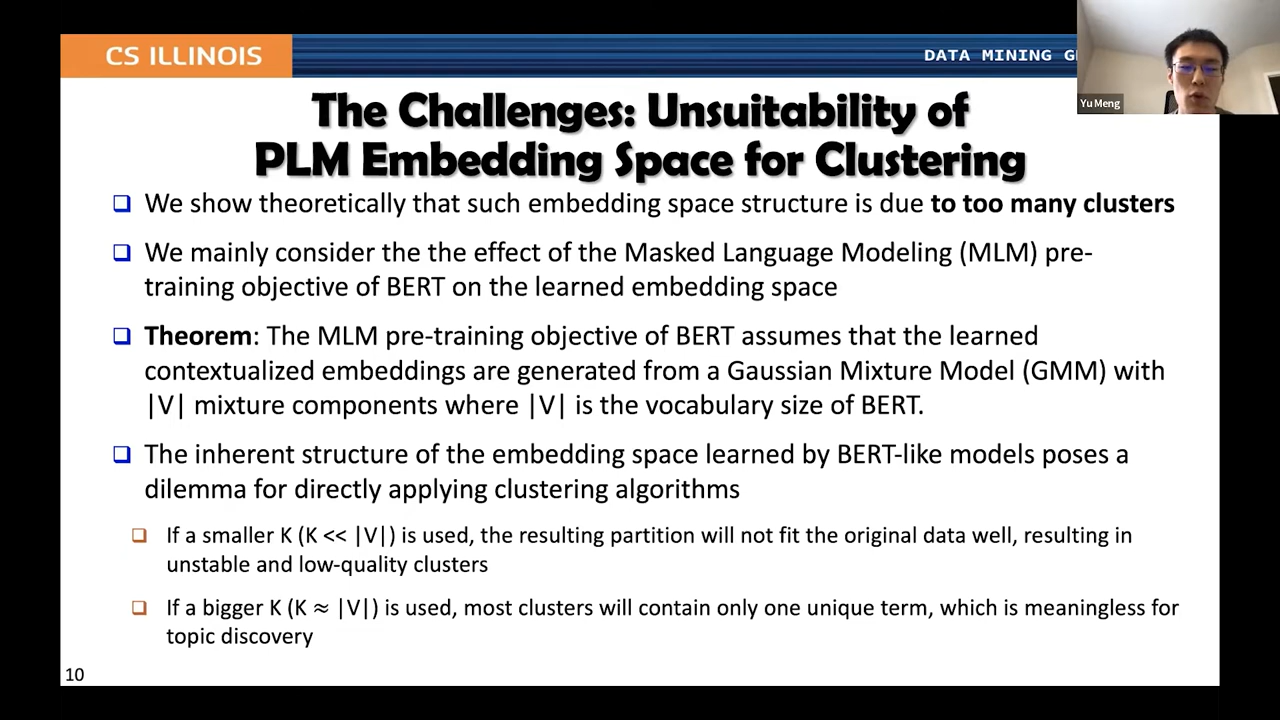 CS ILLINOIS
DATA MINING
Yu Meng
The Challenges: Unsuitability of
PLM Embedding Space for Clustering
We show theoretically that such embedding space structure is due to too many clusters
We mainly consider the the effect of the Masked Language Modeling (MLM) pre-
training objective of BERT on the learned embedding space
Theorem: The MLM pre-training objective of BERT assumes that the learned
contextualized embeddings are generated from a Gaussian Mixture Model (GMM) with
|V| mixture components where |V| is the vocabulary size of BERT.
The inherent structure of the embedding space learned by BERT-like models poses a
dilemma for directly applying clustering algorithms
If a smaller K (K << |V|) is used, the resulting partition will not fit the original data well, resulting in
unstable and low-quality clusters
If a bigger K (K ≈ |V|) is used, most clusters will contain only one unique term, which is meaningless for
topic discovery
10